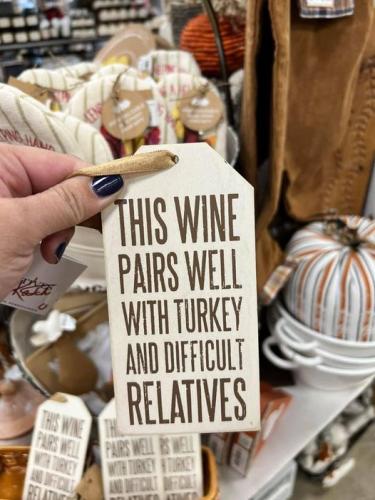 THIS WINE
PAIRS WELL
WITH TURKEY
AND DIFFICULT
RELATIVES
THIS WINE
PAIRS WELL
WITH TURKEY
AND DIFFICULT
RELATIVES
PAIRS WELL
WITH TURKEY
AND DIFFICULT
RELATIVES